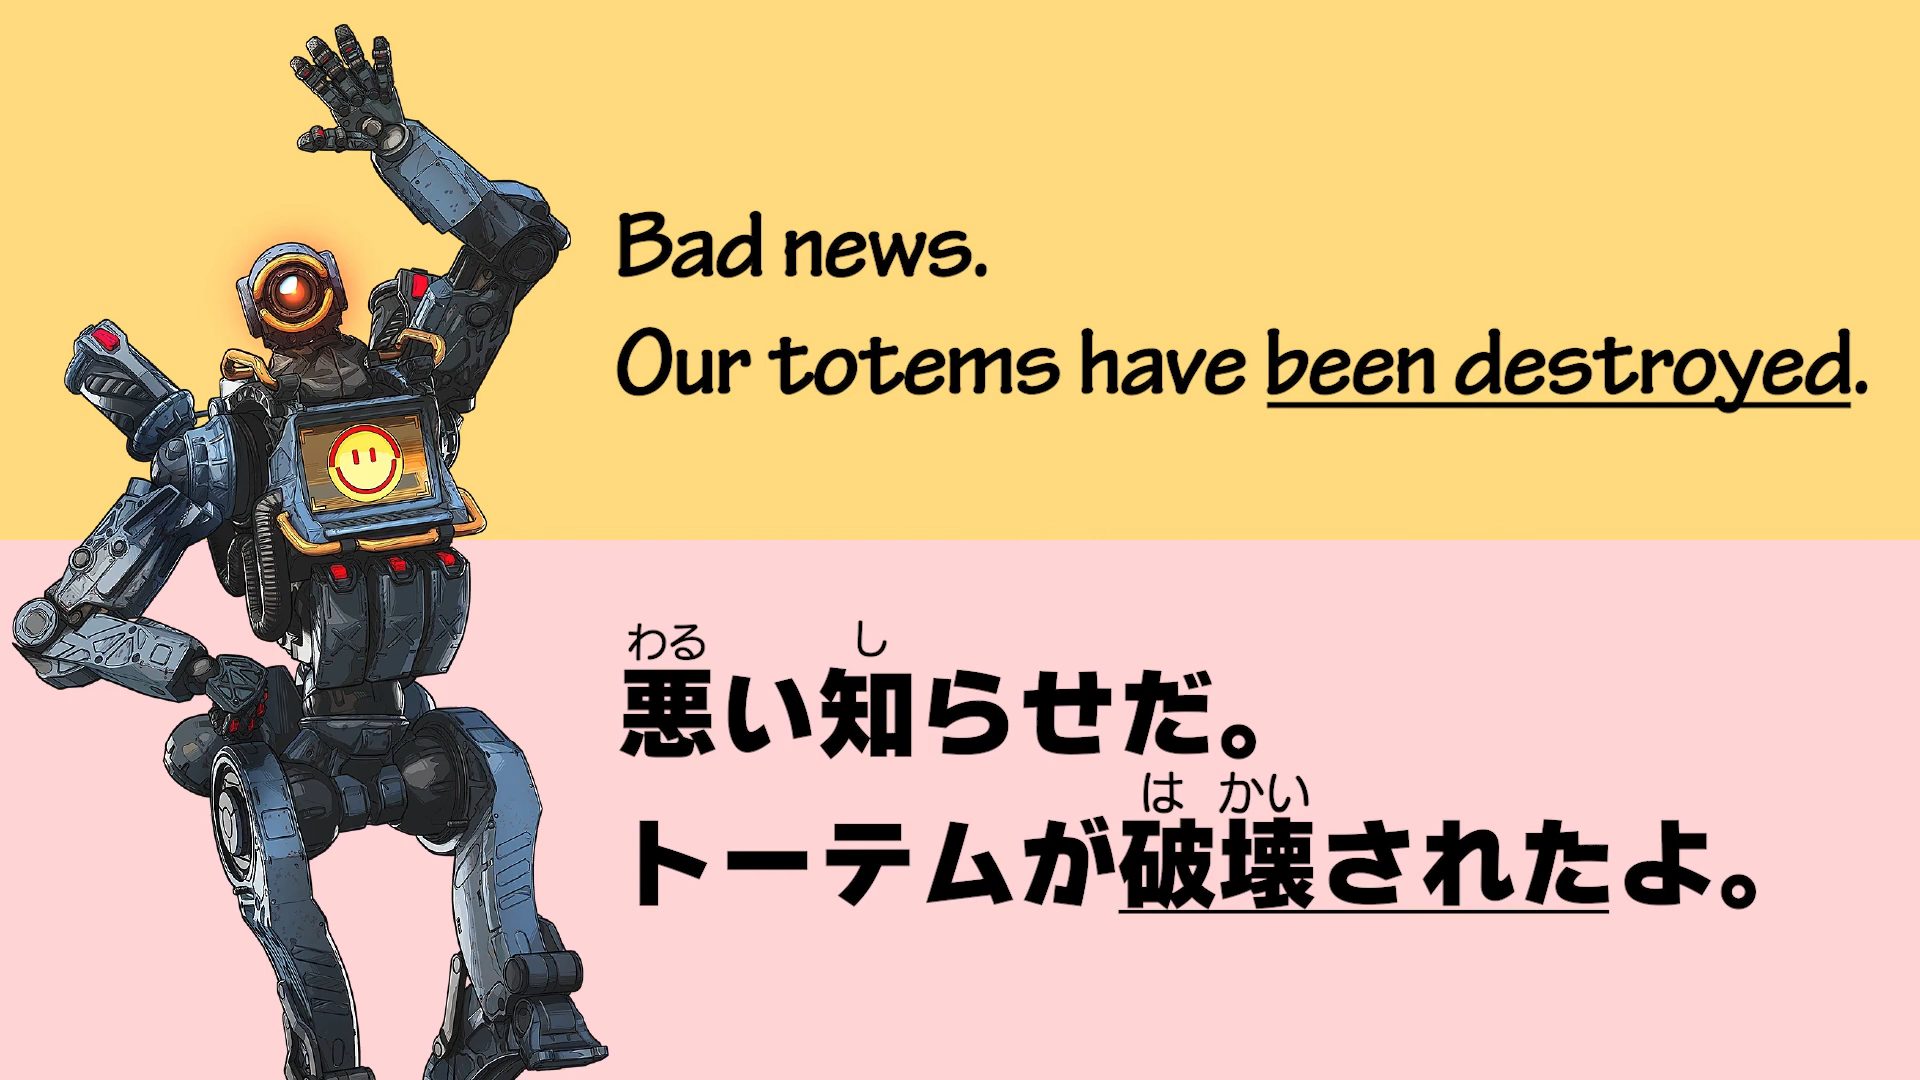 Bad news.
Our totems have been destroyed.
わる し
悪い知らせだ。
は かい
トーテムが破壊されたよ。